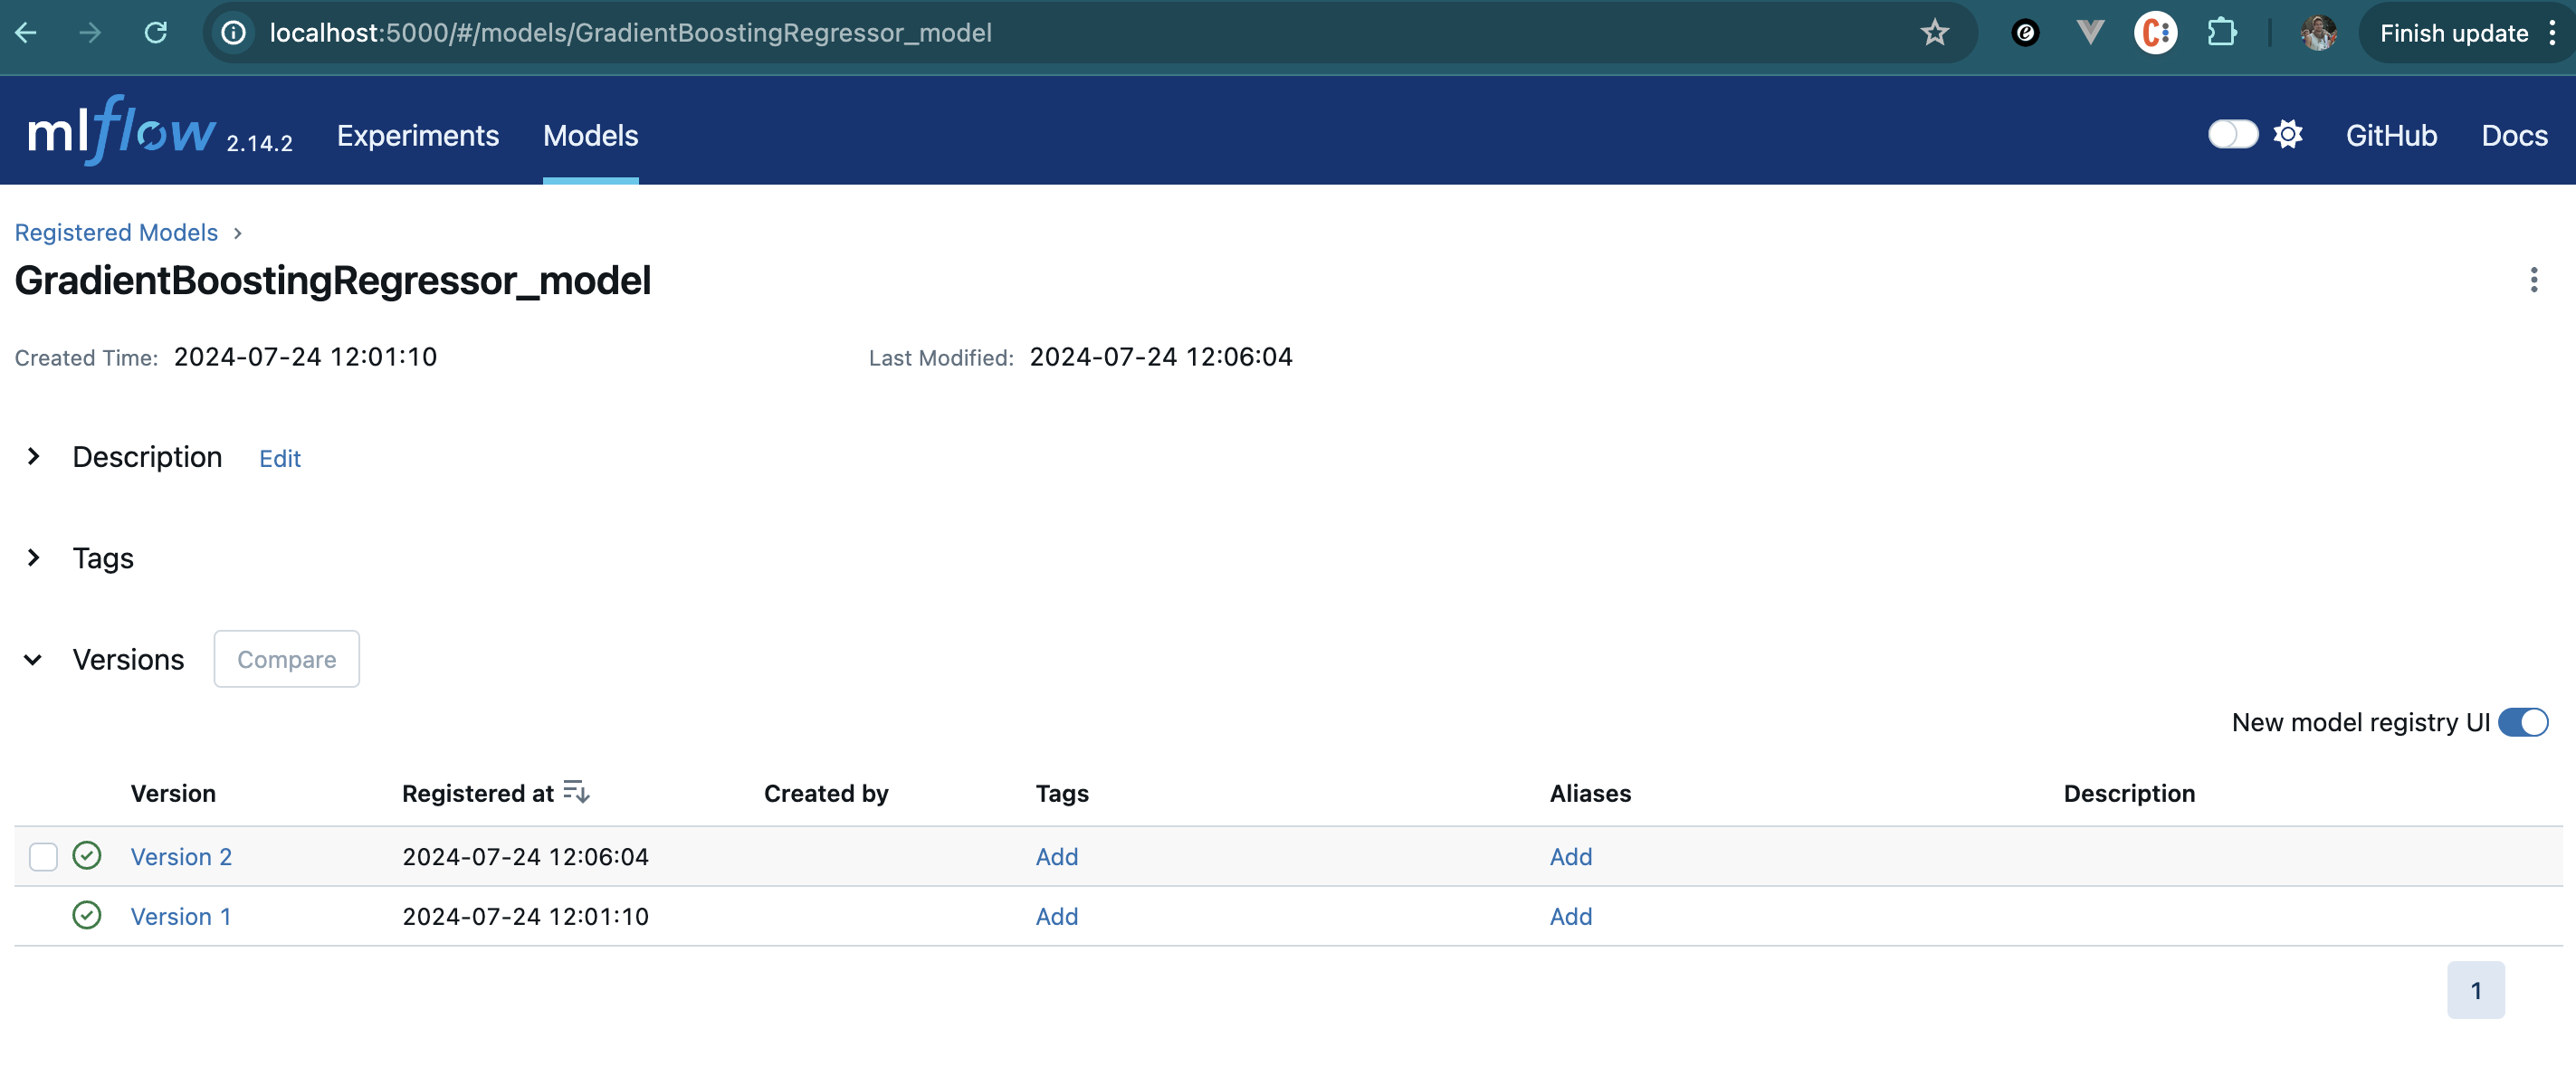 localhost:5000/#/models/GradientBoostingRegressor_model
Finish update
mlflow 2.14.2
Experiments
Models
GitHub
Docs
Registered Models
GradientBoostingRegressor_model
Created Time: 2024-07-24 12:01:10
Last Modified: 2024-07-24 12:06:04
Description Edit
Tags
Versions Compare
New model registry UI
Version Registered at Created by Tags Aliases Description
Version 2 2024-07-24 12:06:04 Add Add
Version 1 2024-07-24 12:01:10 Add Add
1